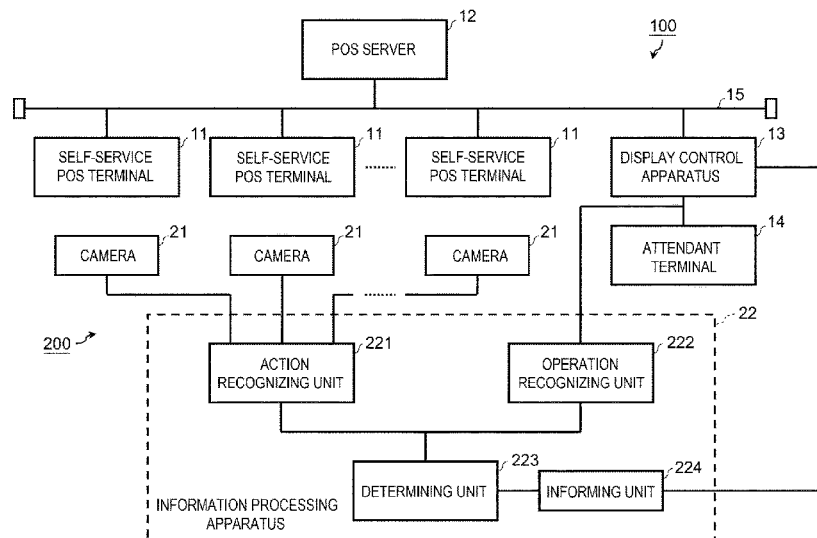 12
POS SERVER
100
15
11
SELF-SERVICE
POS TERMINAL
11
SELF-SERVICE
POS TERMINAL
11
SELF-SERVICE
POS TERMINAL
13
DISPLAY CONTROL
APPARATUS
21
CAMERA
21
CAMERA
21
CAMERA
14
ATTENDANT
TERMINAL
200
22
221
ACTION
RECOGNIZING UNIT
222
OPERATION
RECOGNIZING UNIT
223
DETERMINING UNIT
224
INFORMING UNIT
INFORMATION PROCESSING
APPARATUS